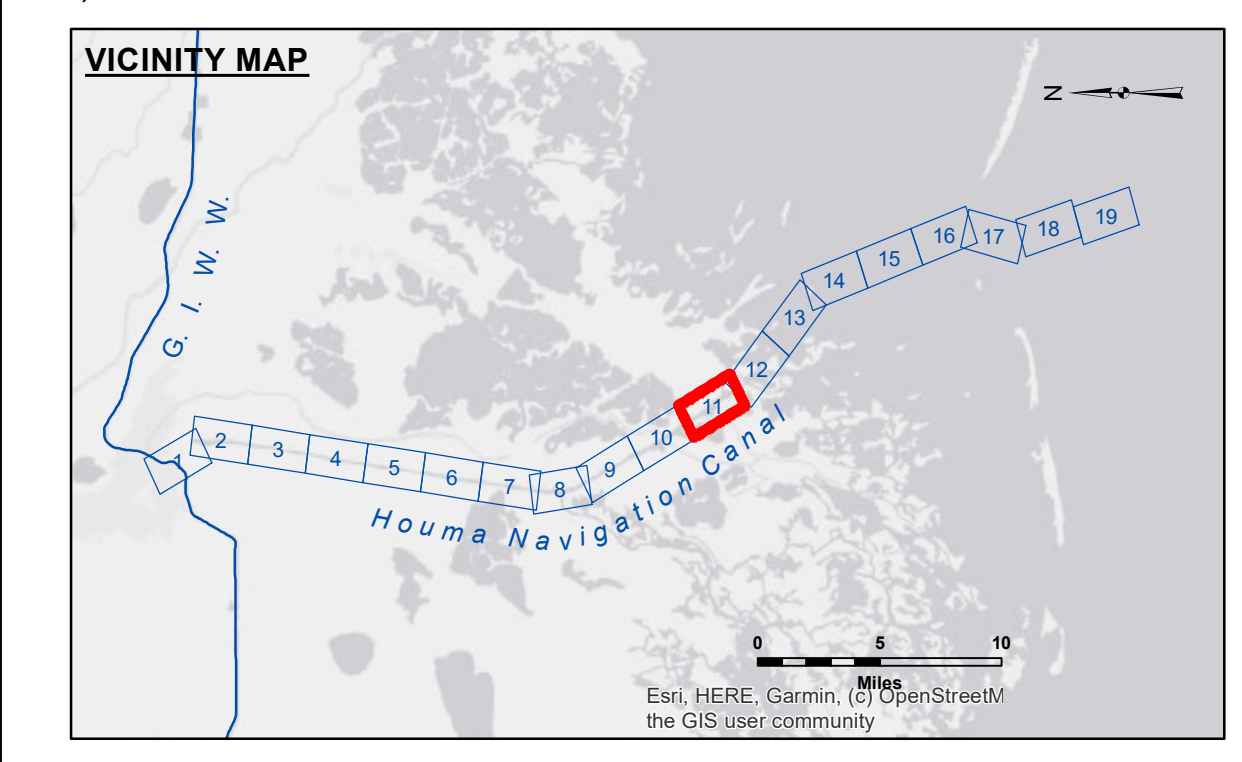 VICINITY MAP
N
G. I. W. W.
1
2
3
4
5
6
7
8
9
10
11
12
13
14
15
16
17
18
19
Houma Navigation Canal
0 5 10
Miles
Esri, HERE, Garmin, (c) OpenStreetM
the GIS user community